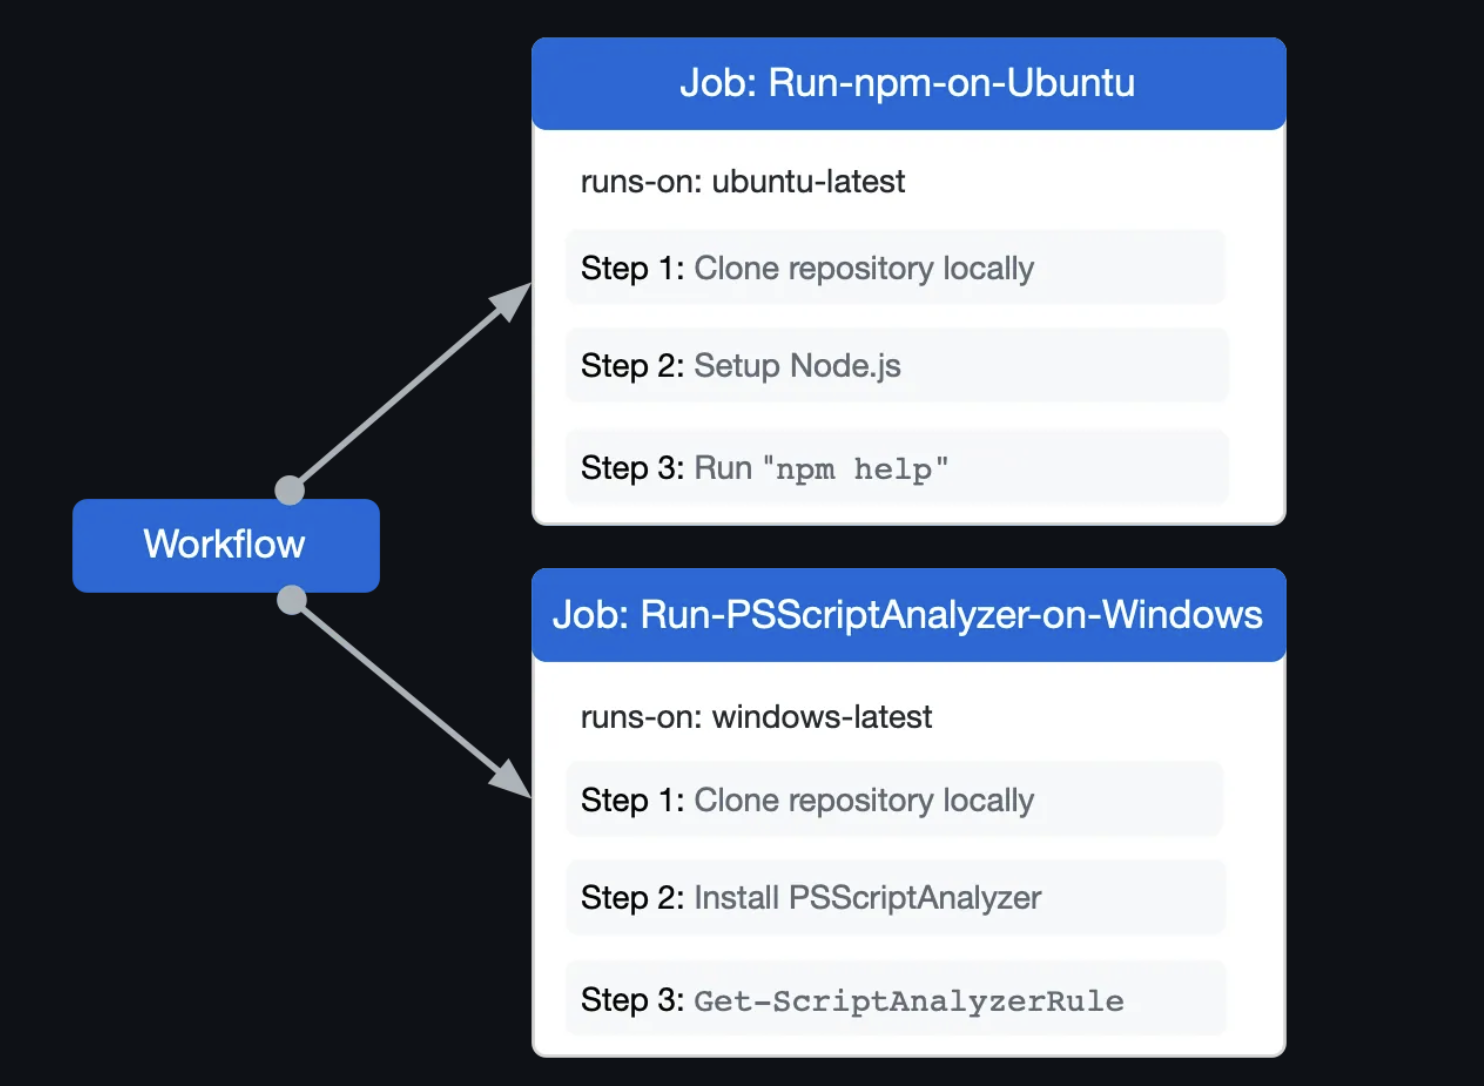 Job: Run-npm-on-Ubuntu
runs-on: ubuntu-latest
Step 1: Clone repository locally
Step 2: Setup Node.js
Step 3: Run "npm help"
Workflow
Job: Run-PSScriptAnalyzer-on-Windows
runs-on: windows-latest
Step 1: Clone repository locally
Step 2: Install PSScriptAnalyzer
Step 3: Get-ScriptAnalyzerRule